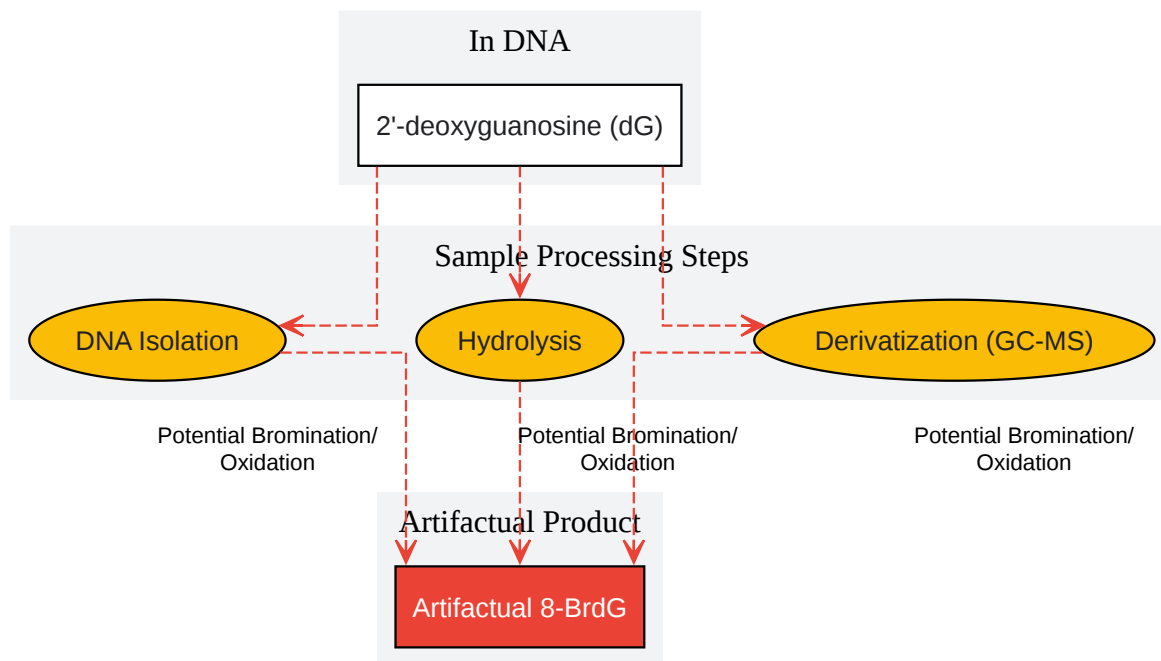 In DNA
2'-deoxyguanosine (dG)
Sample Processing Steps
DNA Isolation
Hydrolysis
Derivatization (GC-MS)
Potential Bromination/
Oxidation
Potential Bromination/
Oxidation
Potential Bromination/
Oxidation
Artifactual Product
Artifactual 8-BrdG